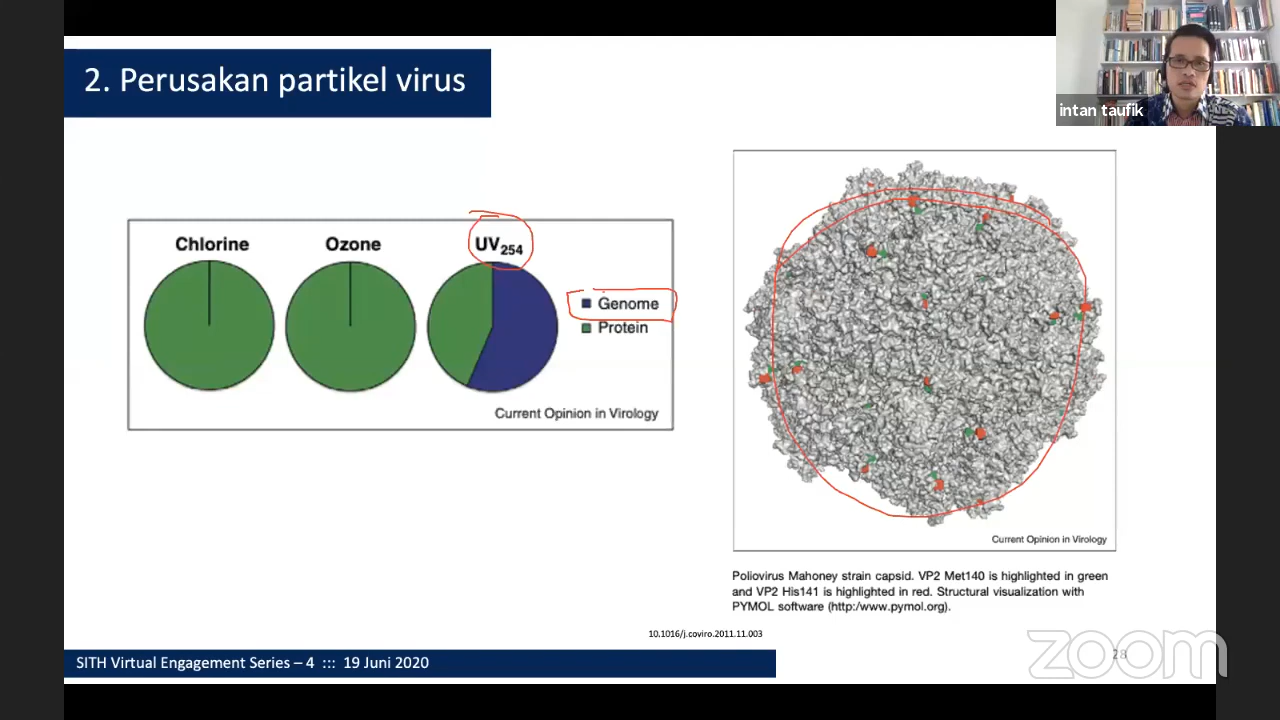 2. Perusakan partikel virus
intan taufik
Chlorine
Ozone
UV254
Genome
Protein
Current Opinion in Virology
Current Opinion in Virology
Poliovirus Mahoney strain capsid. VP2 Met140 is highlighted in green
and VP2 His141 is highlighted in red. Structural visualization with
PYMOL software (http:/www.pymol.org).
10.1016/j.coviro.2011.11.003
SITH Virtual Engagement Series – 4 ::: 19 Juni 2020
28
zoom